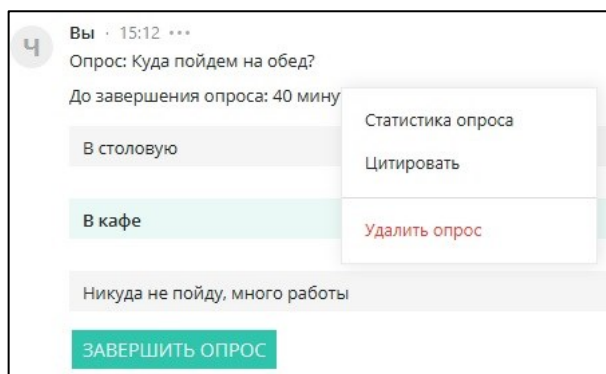 Ч
Вы · 15:12 •••
Опрос: Куда пойдем на обед?
До завершения опроса: 40 мину
Статистика опроса
В столовую
Цитировать
В кафе
Удалить опрос
Никуда не пойду, много работы
ЗАВЕРШИТЬ ОПРОС